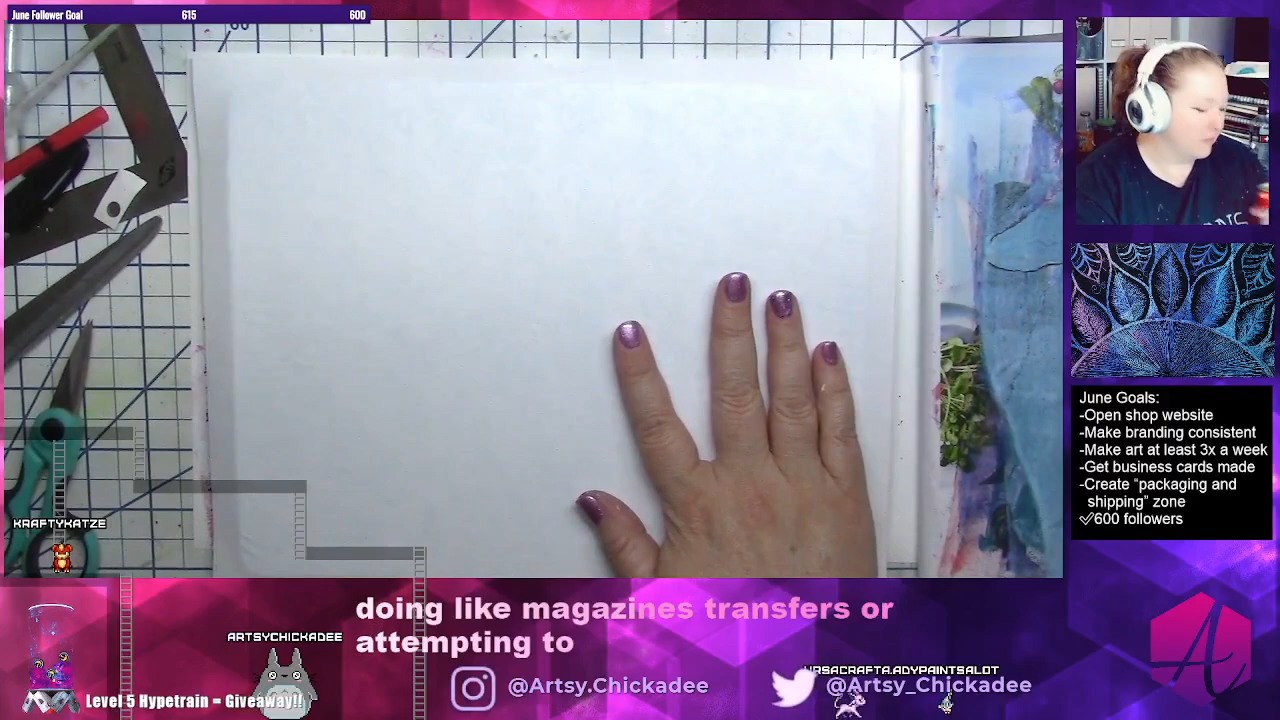 June Follower Goal 615 600
June Goals:
-Open shop website
-Make branding consistent
-Make art at least 3x a week
-Get business cards made
-Create "packaging and
shipping" zone
✓600 followers
KRAFTYKATZE
ARTSYCHICKADEE
doing like magazines transfers or
attempting to
@Artsy.Chickadee
@Artsy_Chickadee
Level 5 Hypetrain = Giveaway!!